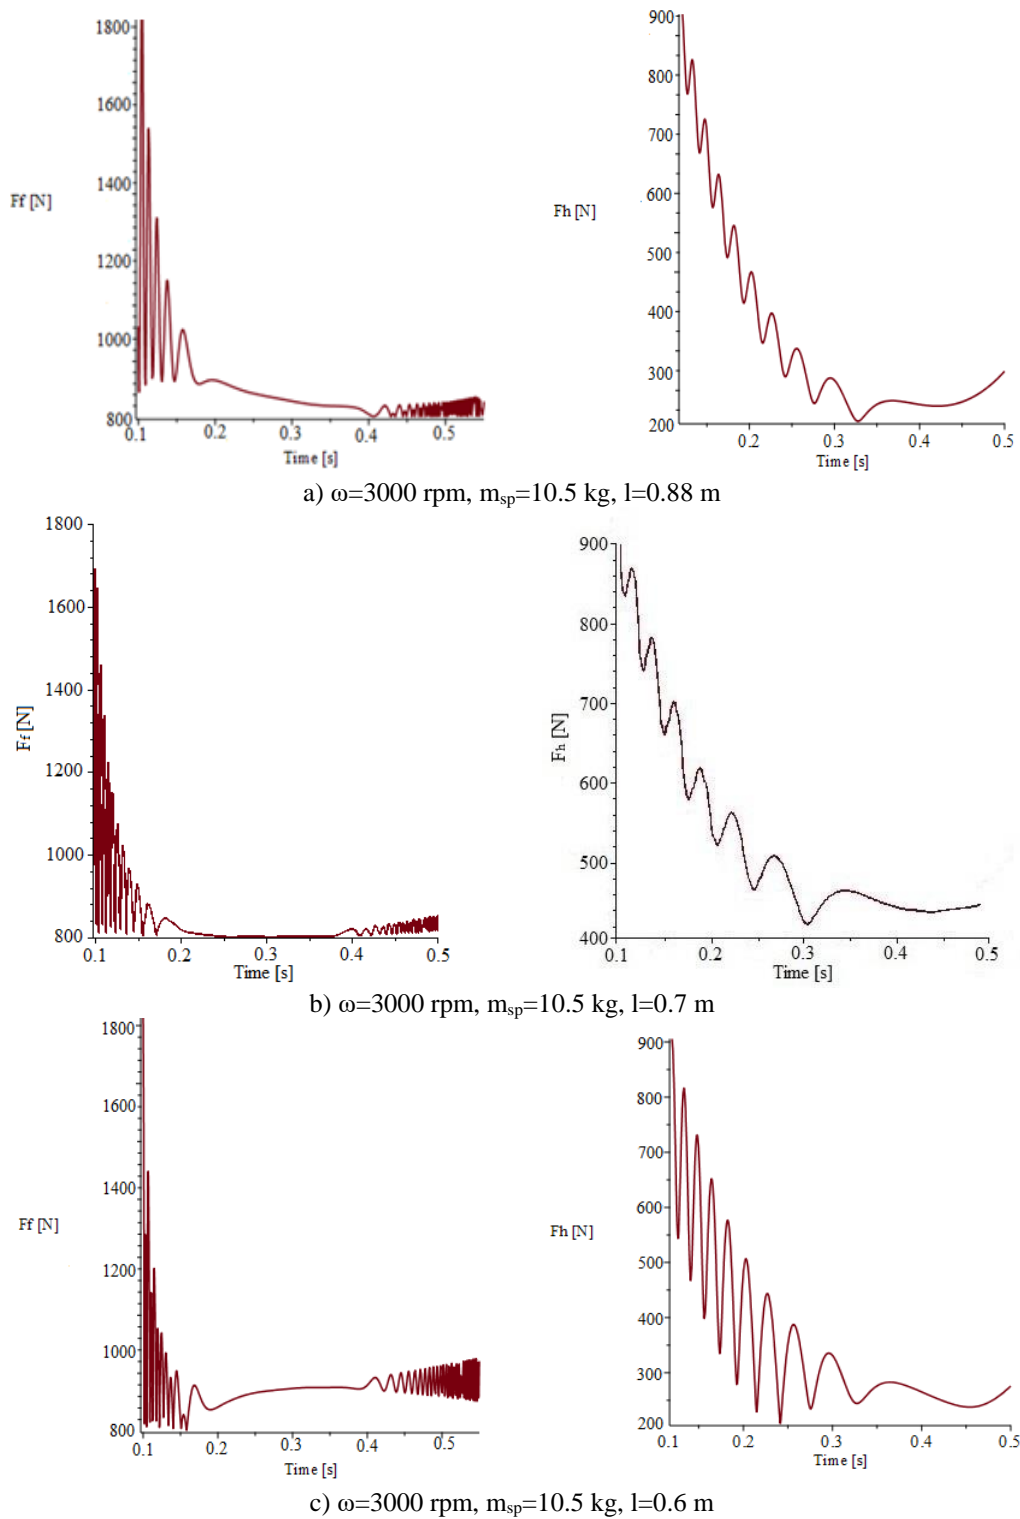 1800
1600
1400
1200
1000
800
Ff [N]
0.1 0.2 0.3 0.4 0.5
Time [s]
900
800
700
600
200
400
300
200
Fh [N]
0.2 0.3 0.4 0.5
Time [s]
a) ω=3000 rpm, msp=10.5 kg, l=0.88 m
1800
1600
1400
1200
1000
800
Ff [N]
0.1 0.2 0.3 0.4 0.5
Time [s]
900
800
700
600
500
400
Fh [N]
0.1 0.2 0.3 0.4 0.5
Time [s]
b) ω=3000 rpm, msp=10.5 kg, l=0.7 m
1800
1600
1400
1200
1000
800
Ff [N]
0.1 0.2 0.3 0.4 0.5
Time [s]
900
800
700
600
500
400
300
200
Fh [N]
0.1 0.2 0.3 0.4 0.5
Time [s]
c) ω=3000 rpm, msp=10.5 kg, l=0.6 m